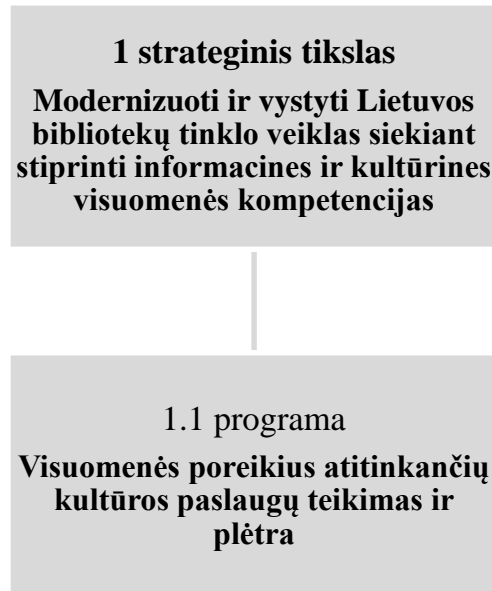 1 strateginis tikslas
Modernizuoti ir vystyti Lietuvos
bibliotekų tinklo veiklas siekiant
stiprinti informacines ir kultūrines
visuomenės kompetencijas
1.1 programa
Visuomenės poreikius atitinkančių
kultūros paslaugų teikimas ir
plėtra